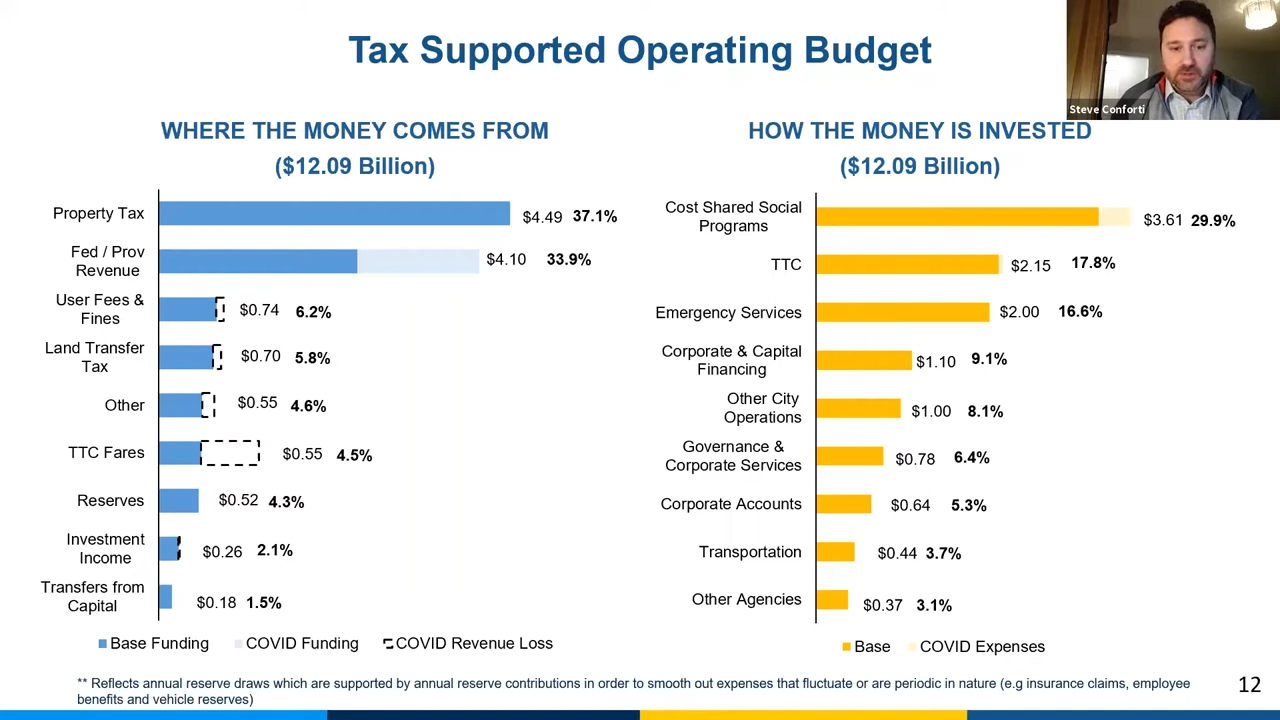 Tax Supported Operating Budget
Steve Conforti
WHERE THE MONEY COMES FROM
($12.09 Billion)
Property Tax $4.49 37.1%
Fed / Prov
Revenue $4.10 33.9%
User Fees &
Fines $0.74 6.2%
Land Transfer
Tax $0.70 5.8%
Other $0.55 4.6%
TTC Fares $0.55 4.5%
Reserves $0.52 4.3%
Investment
Income $0.26 2.1%
Transfers from
Capital $0.18 1.5%
Base Funding COVID Funding COVID Revenue Loss
HOW THE MONEY IS INVESTED
($12.09 Billion)
Cost Shared Social
Programs $3.61 29.9%
TTC $2.15 17.8%
Emergency Services $2.00 16.6%
Corporate & Capital
Financing $1.10 9.1%
Other City
Operations $1.00 8.1%
Governance &
Corporate Services $0.78 6.4%
Corporate Accounts $0.64 5.3%
Transportation $0.44 3.7%
Other Agencies $0.37 3.1%
Base COVID Expenses
** Reflects annual reserve draws which are supported by annual reserve contributions in order to smooth out expenses that fluctuate or are periodic in nature (e.g insurance claims, employee
benefits and vehicle reserves)
12